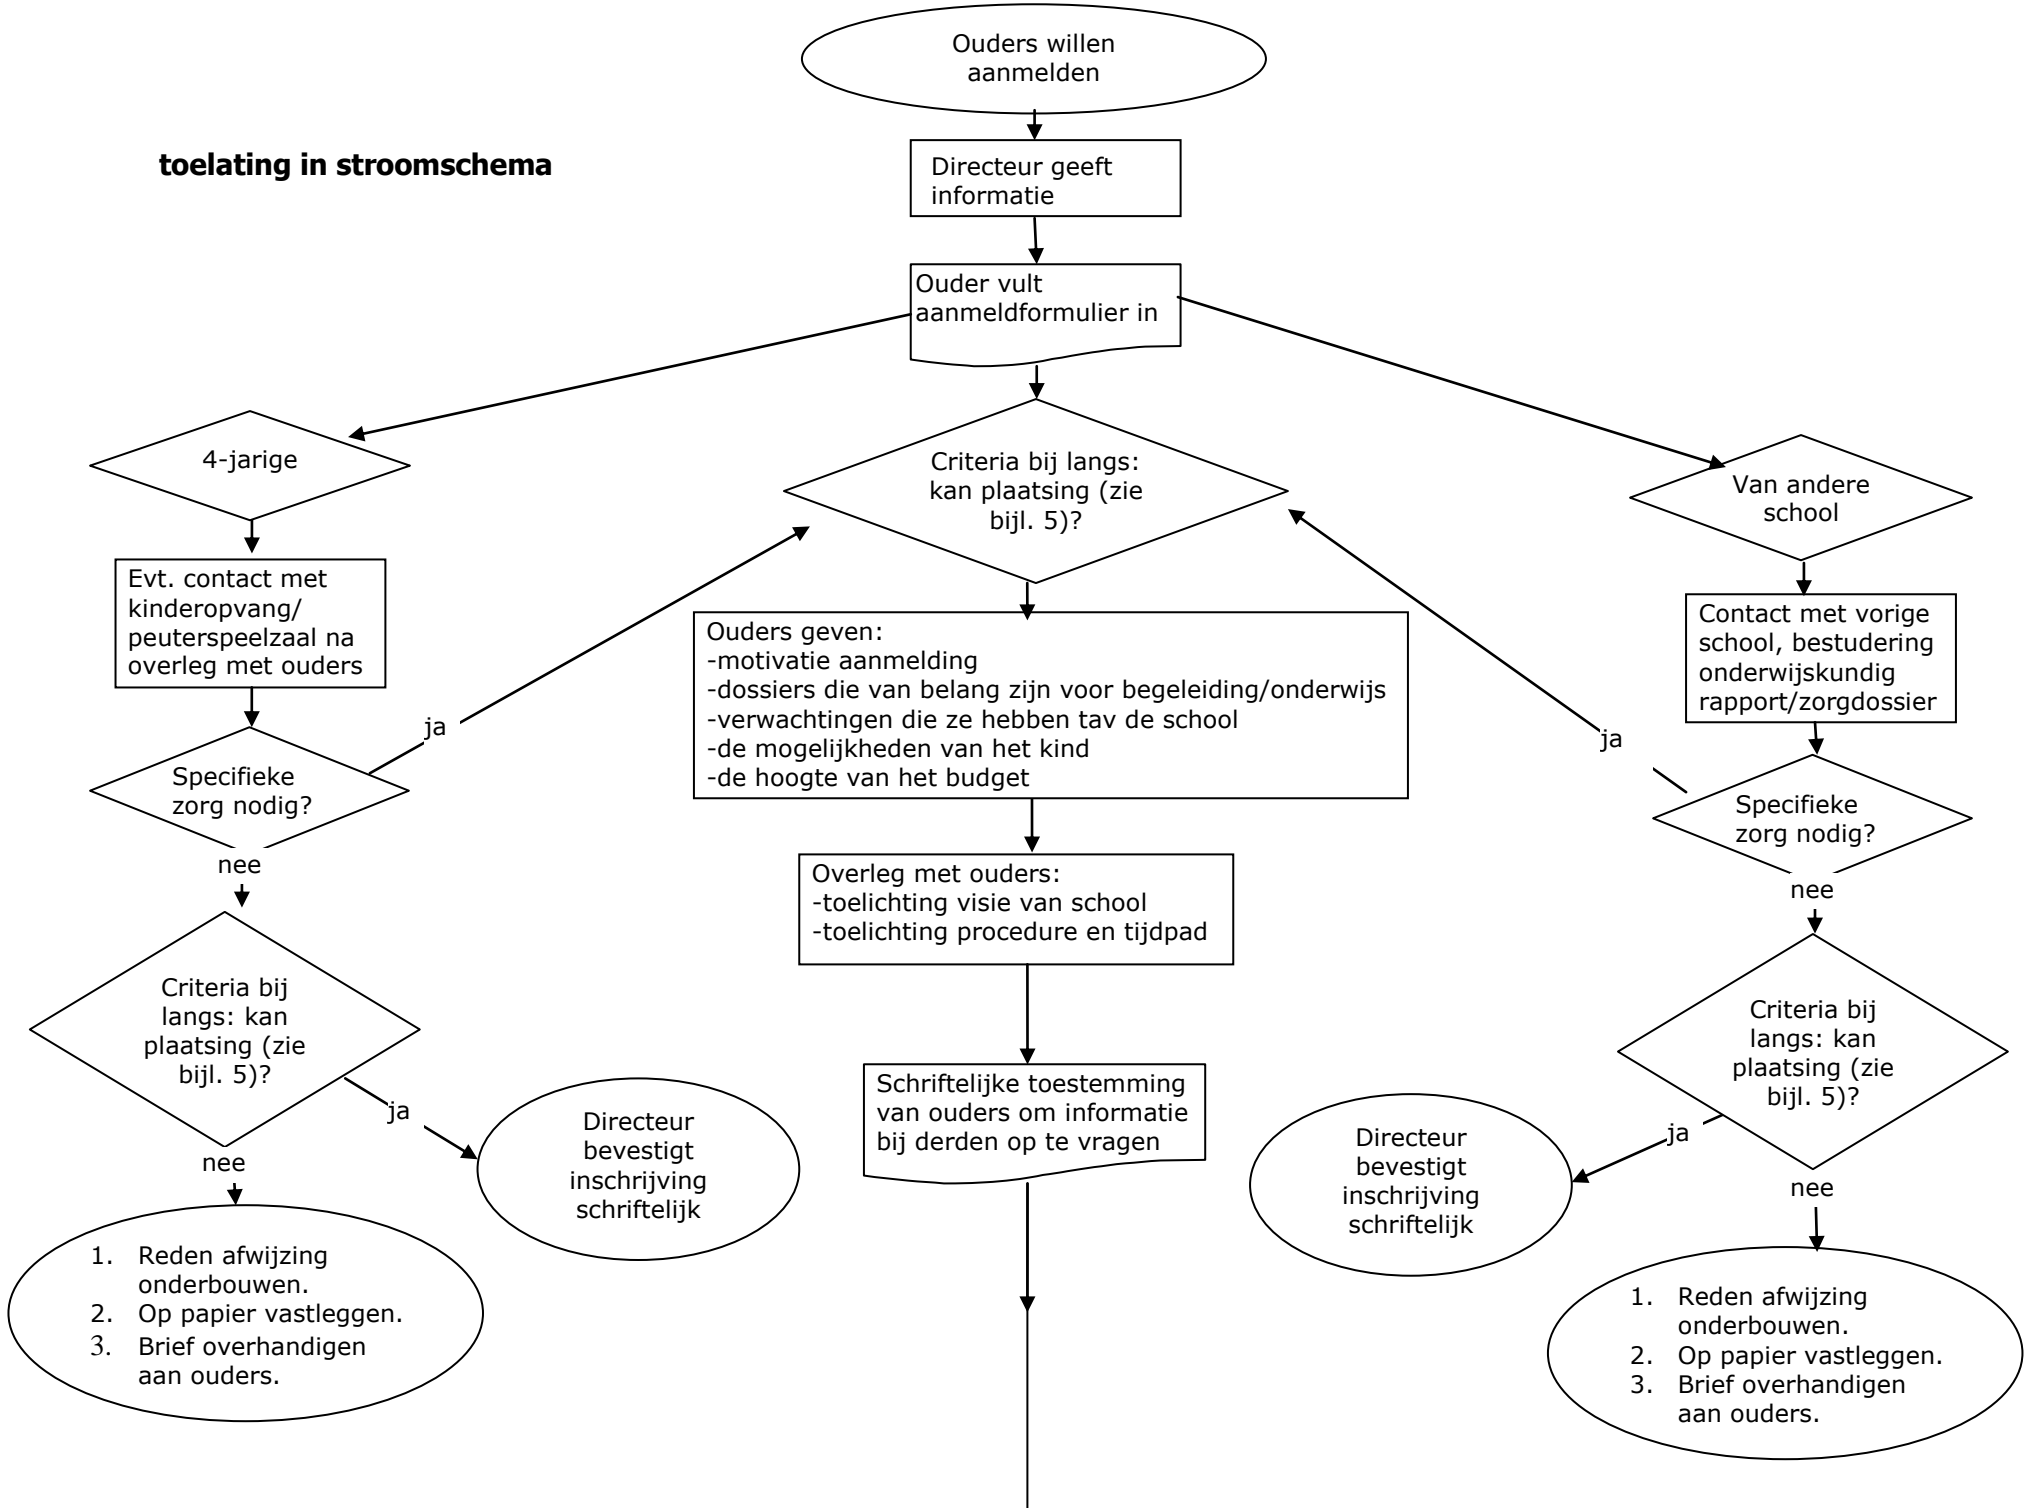 Ouders willen
aanmelden
toelating in stroomschema
Directeur geeft
informatie
Ouder vult
aanmeldformulier in
4-jarige
Criteria bij langs:
kan plaatsing (zie
bijl. 5)?
Van andere
school
Evt. contact met
kinderopvang/
peuterspeelzaal na
overleg met ouders
Ouders geven:
-motivatie aanmelding
-dossiers die van belang zijn voor begeleiding/onderwijs
-verwachtingen die ze hebben tav de school
-de mogelijkheden van het kind
-de hoogte van het budget
Contact met vorige
school, bestudering
onderwijskundig
rapport/zorgdossier
ja
ja
Specifieke
zorg nodig?
Specifieke
zorg nodig?
nee
Overleg met ouders:
-toelichting visie van school
-toelichting procedure en tijdpad
nee
Criteria bij
langs: kan
plaatsing (zie
bijl. 5)?
Criteria bij
langs: kan
plaatsing (zie
bijl. 5)?
ja
Directeur
bevestigt
inschrijving
schriftelijk
Schriftelijke toestemming
van ouders om informatie
bij derden op te vragen
Directeur
bevestigt
inschrijving
schriftelijk
ja
nee
nee
1. Reden afwijzing
onderbouwen.
2. Op papier vastleggen.
3. Brief overhandigen
aan ouders.
1. Reden afwijzing
onderbouwen.
2. Op papier vastleggen.
3. Brief overhandigen
aan ouders.